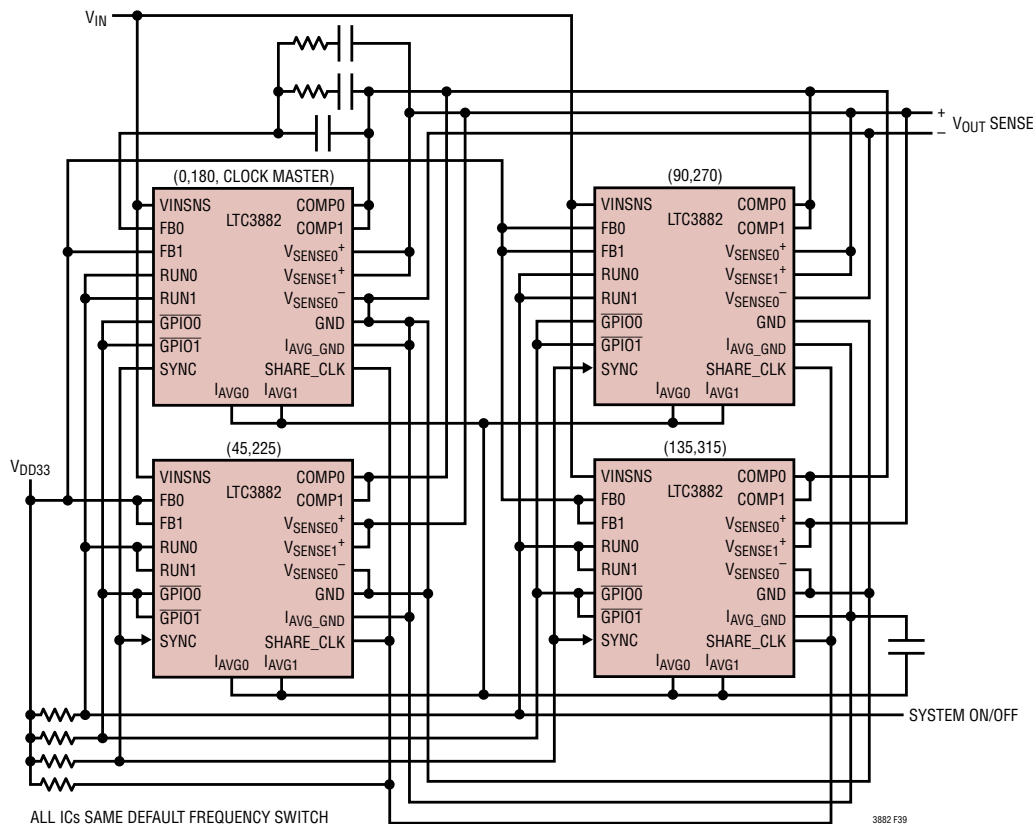 VIN
+
VOUT SENSE
–
(0,180, CLOCK MASTER)
VINSNS
FB0
FB1
RUN0
RUN1
GPIO0
GPIO1
SYNC
LTC3882
COMP0
COMP1
VSENSE0+
VSENSE1+
VSENSE0–
GND
IAVG_GND
SHARE_CLK
IAVG0
IAVG1
(90,270)
VINSNS
FB0
FB1
RUN0
RUN1
GPIO0
GPIO1
SYNC
LTC3882
COMP0
COMP1
VSENSE0+
VSENSE1+
VSENSE0–
GND
IAVG_GND
SHARE_CLK
IAVG0
IAVG1
VDD33
(45,225)
VINSNS
FB0
FB1
RUN0
RUN1
GPIO0
GPIO1
SYNC
LTC3882
COMP0
COMP1
VSENSE0+
VSENSE1+
VSENSE0–
GND
IAVG_GND
SHARE_CLK
IAVG0
IAVG1
(135,315)
VINSNS
FB0
FB1
RUN0
RUN1
GPIO0
GPIO1
SYNC
LTC3882
COMP0
COMP1
VSENSE0+
VSENSE1+
VSENSE0–
GND
IAVG_GND
SHARE_CLK
IAVG0
IAVG1
SYSTEM ON/OFF
ALL ICs SAME DEFAULT FREQUENCY SWITCH
3882 F39